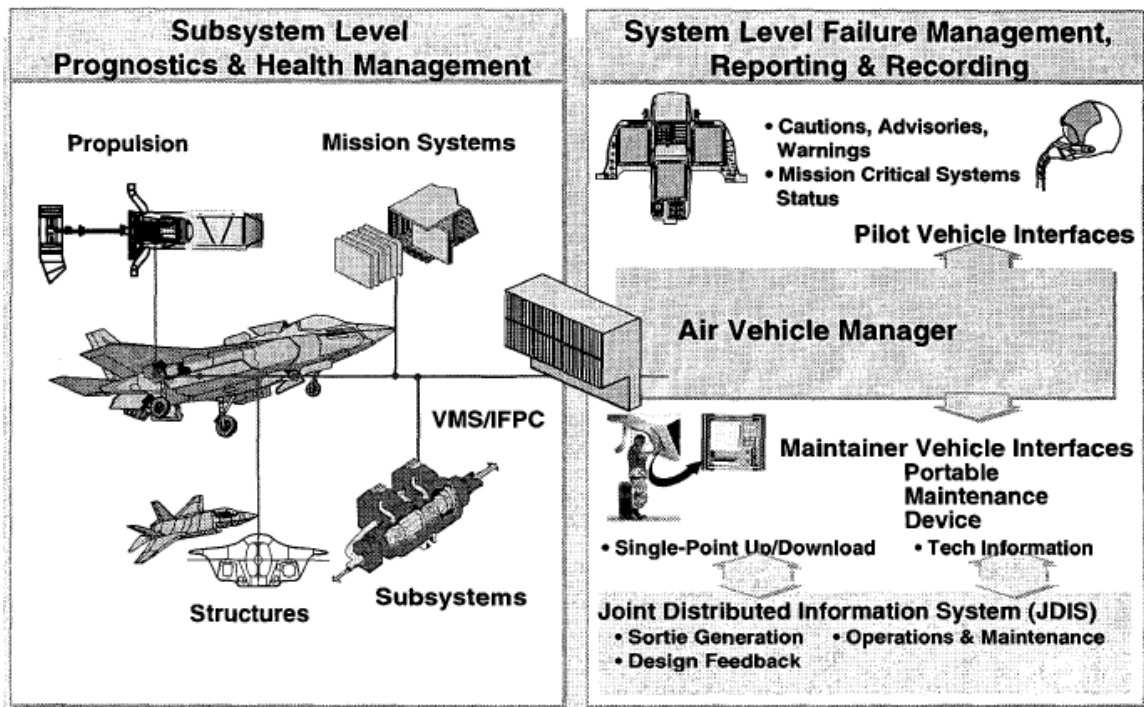 Subsystem Level
Prognostics & Health Management
Propulsion
Mission Systems
VMS/IFPC
Structures
Subsystems
System Level Failure Management,
Reporting & Recording
• Cautions, Advisories,
Warnings
• Mission Critical Systems
Status
Pilot Vehicle Interfaces
Air Vehicle Manager
Maintainer Vehicle Interfaces
Portable
Maintenance
Device
• Single-Point Up/Download
• Tech Information
Joint Distributed Information System (JDIS)
• Sortie Generation • Operations & Maintenance
• Design Feedback